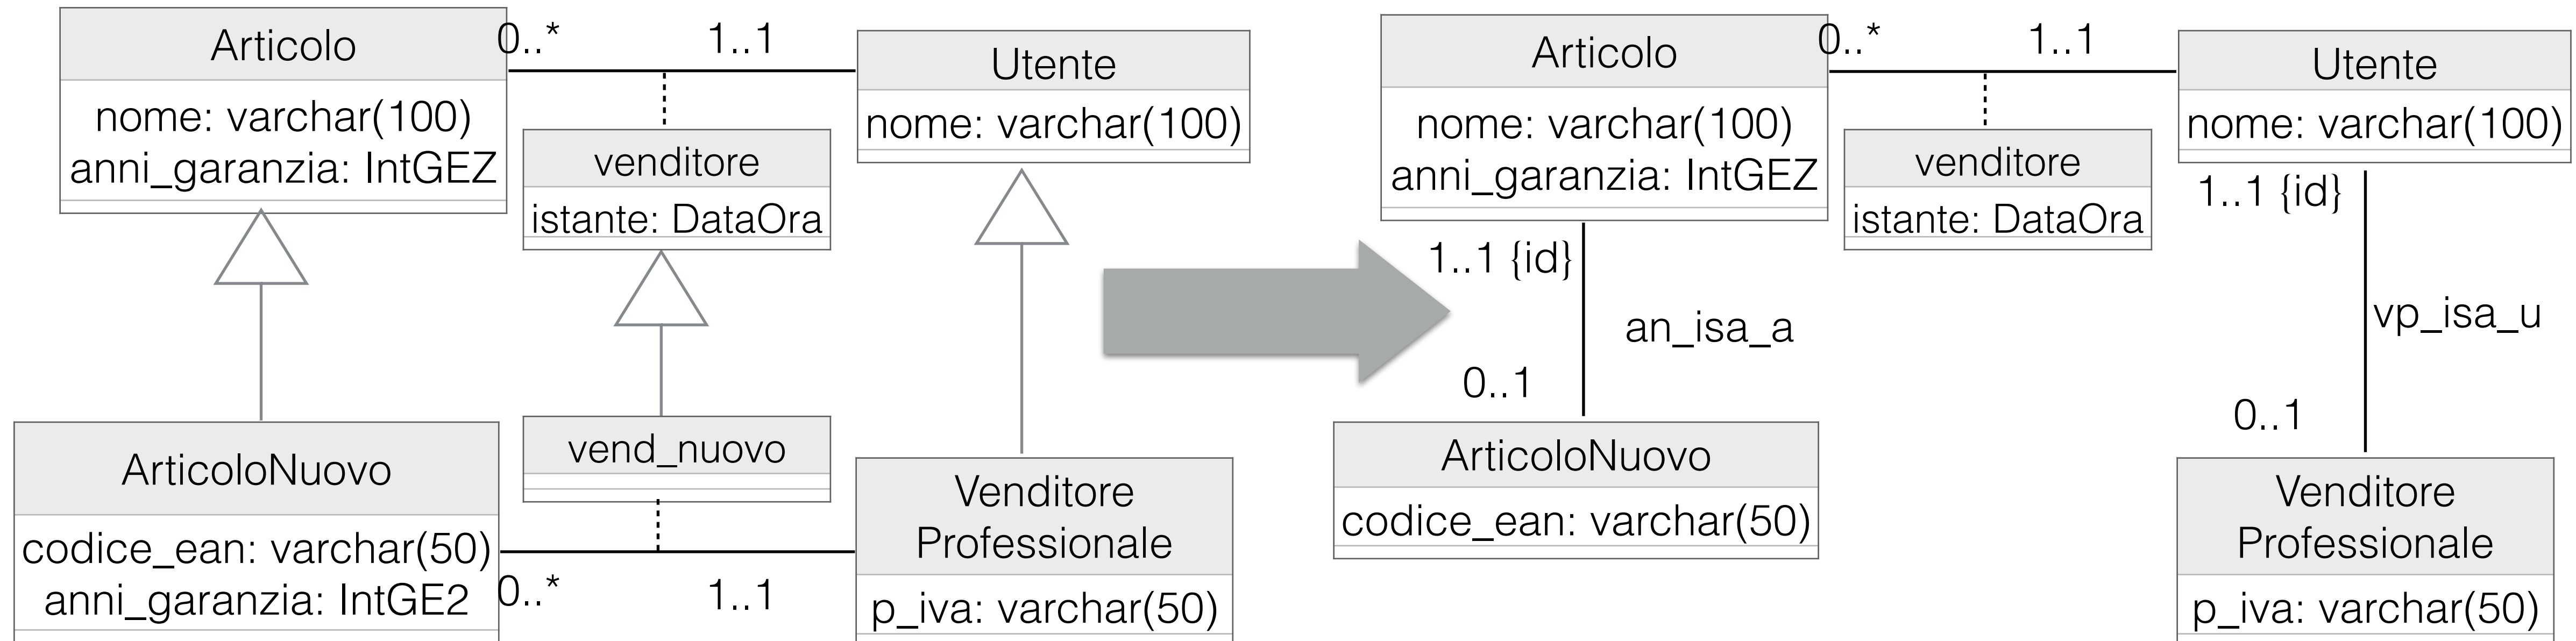 Articolo
nome: varchar(100)
anni_garanzia: IntGEZ
0..*
1..1
Utente
nome: varchar(100)
venditore
istante: DataOra
vend_nuovo
ArticoloNuovo
codice_ean: varchar(50)
anni_garanzia: IntGE2
0..*
1..1
Venditore
Professionale
p_iva: varchar(50)
Articolo
nome: varchar(100)
anni_garanzia: IntGEZ
0..*
1..1
Utente
nome: varchar(100)
venditore
istante: DataOra
1..1 {id}
an_isa_a
0..1
ArticoloNuovo
codice_ean: varchar(50)
1..1 {id}
vp_isa_u
0..1
Venditore
Professionale
p_iva: varchar(50)